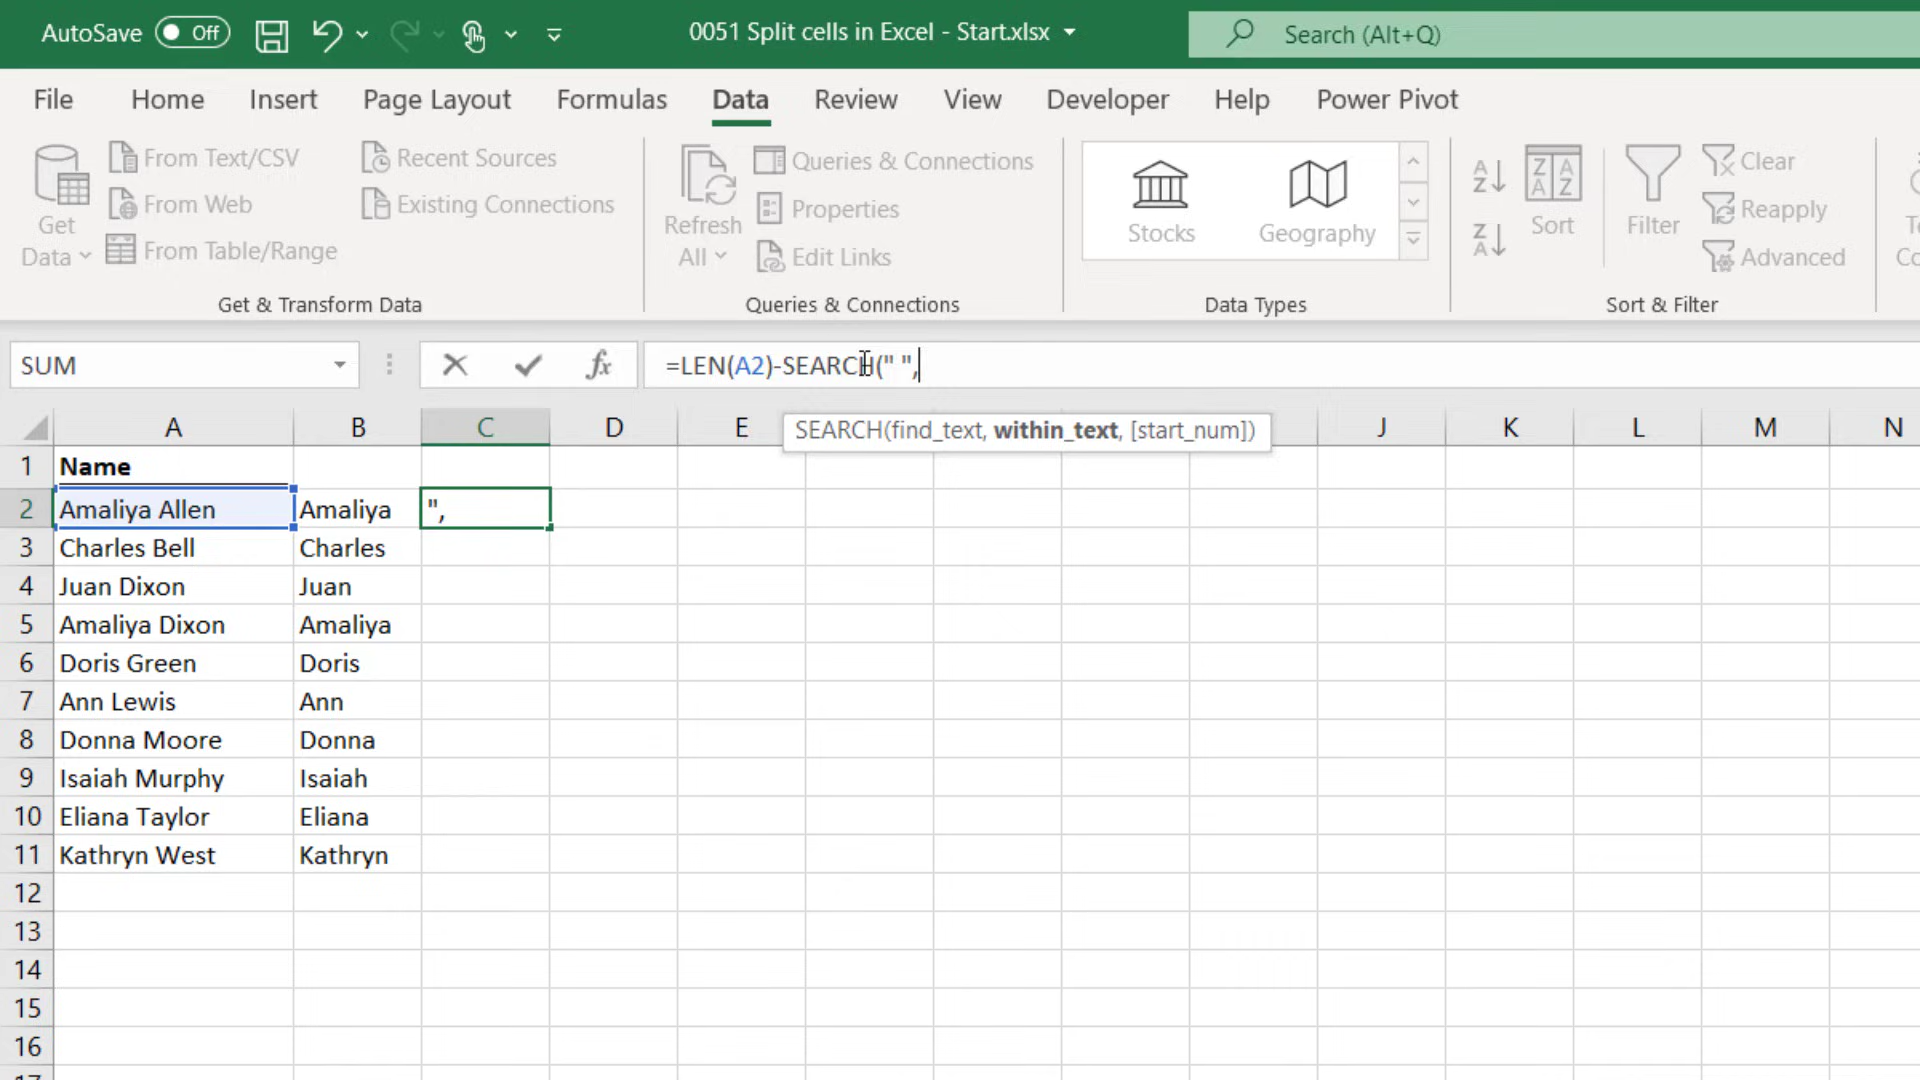 AutoSave Off 0051 Split cells in Excel - Start.xlsx Search (Alt+Q)
File Home Insert Page Layout Formulas Data Review View Developer Help Power Pivot
Get Data
From Text/CSV
From Web
From Table/Range
Recent Sources
Existing Connections
Get & Transform Data
Refresh All
Queries & Connections
Properties
Edit Links
Queries & Connections
Stocks Geography
Data Types
Sort
Filter
Clear
Reapply
Advanced
Sort & Filter
SUM fx =LEN(A2)-SEARCH(" ",
SEARCH(find_text, within_text, [start_num])
A B C D E J K L M N
1 Name
2 Amaliya Allen Amaliya ",
3 Charles Bell Charles
4 Juan Dixon Juan
5 Amaliya Dixon Amaliya
6 Doris Green Doris
7 Ann Lewis Ann
8 Donna Moore Donna
9 Isaiah Murphy Isaiah
10 Eliana Taylor Eliana
11 Kathryn West Kathryn
12
13
14
15
16